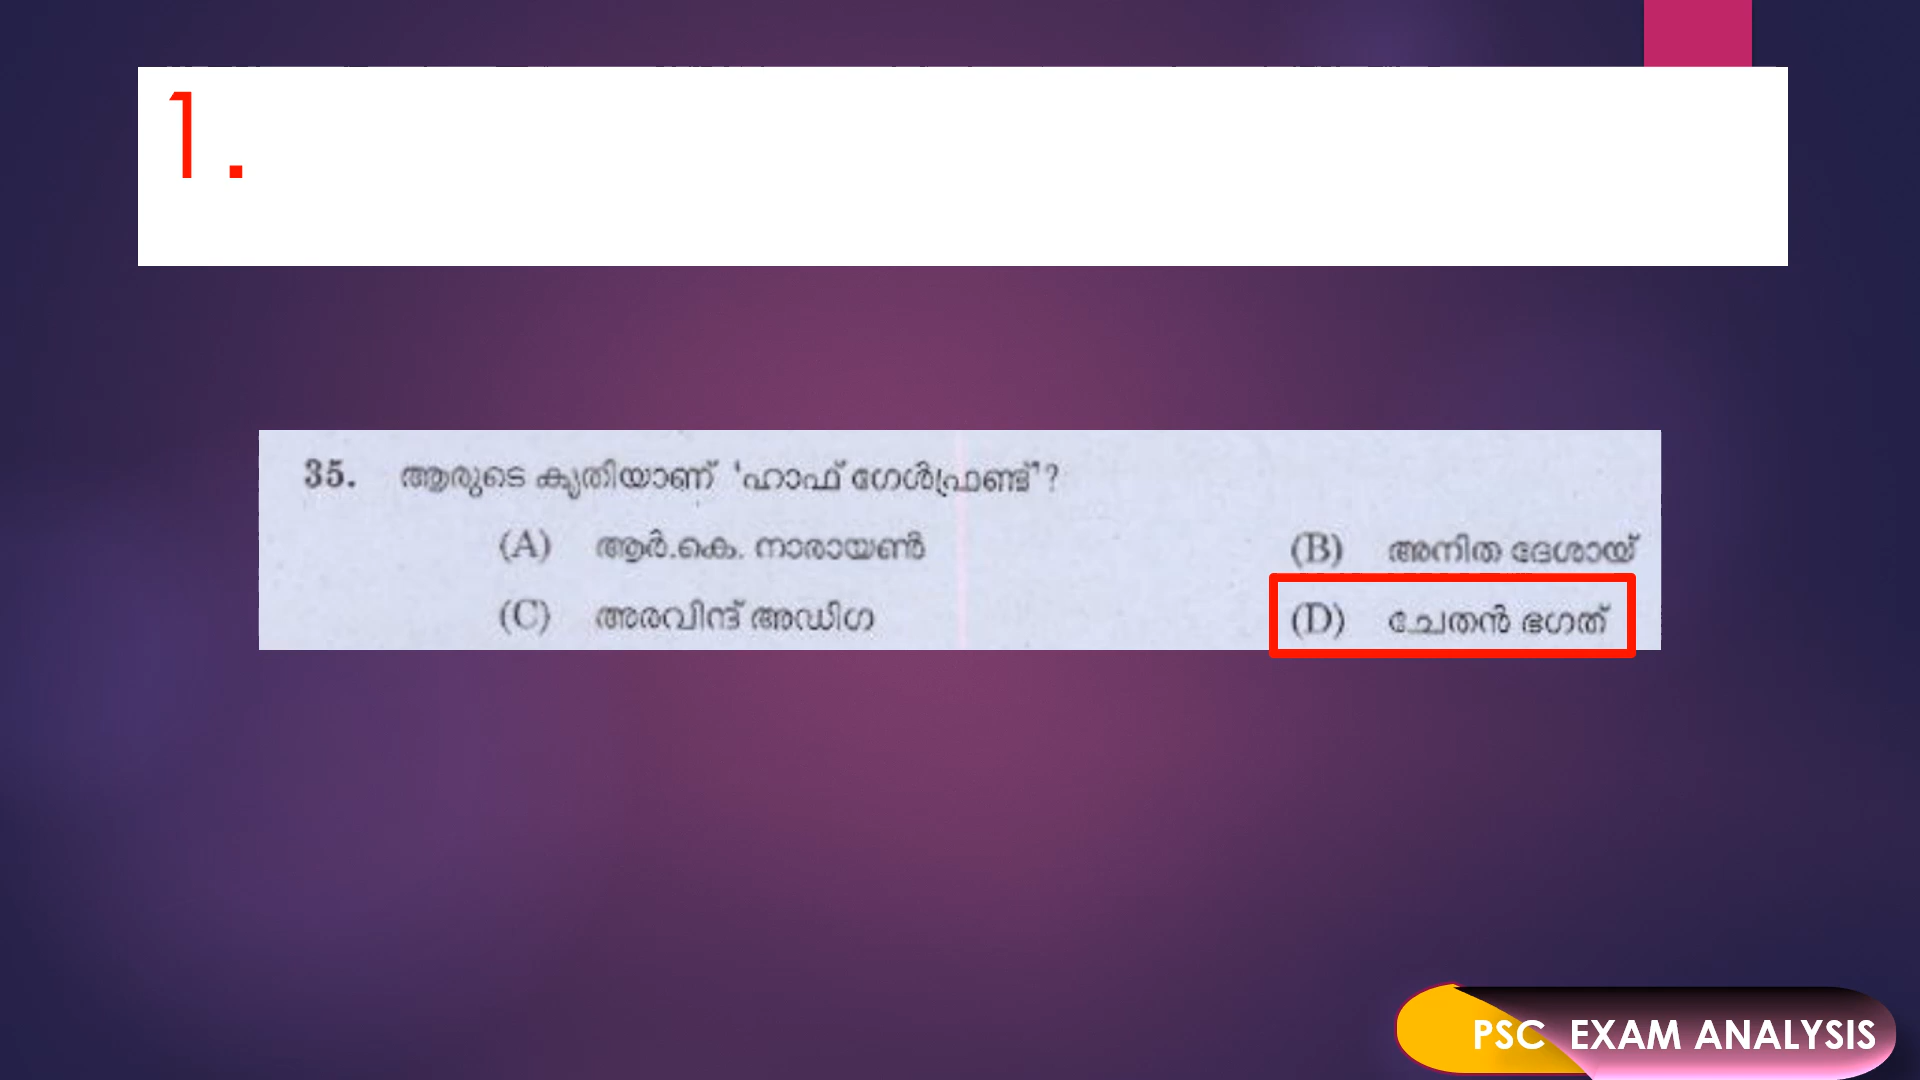 1.
35. ആരുടെ കൃതിയാണ് 'ഹാഫ് ഗേൾഫ്രണ്ട്'?
(A) ആർ.കെ. നാരായൺ (B) അനിത ദേശായ്
(C) അരവിന്ദ് അഡിഗ (D) ചേതൻ ഭഗത്
PSC EXAM ANALYSIS